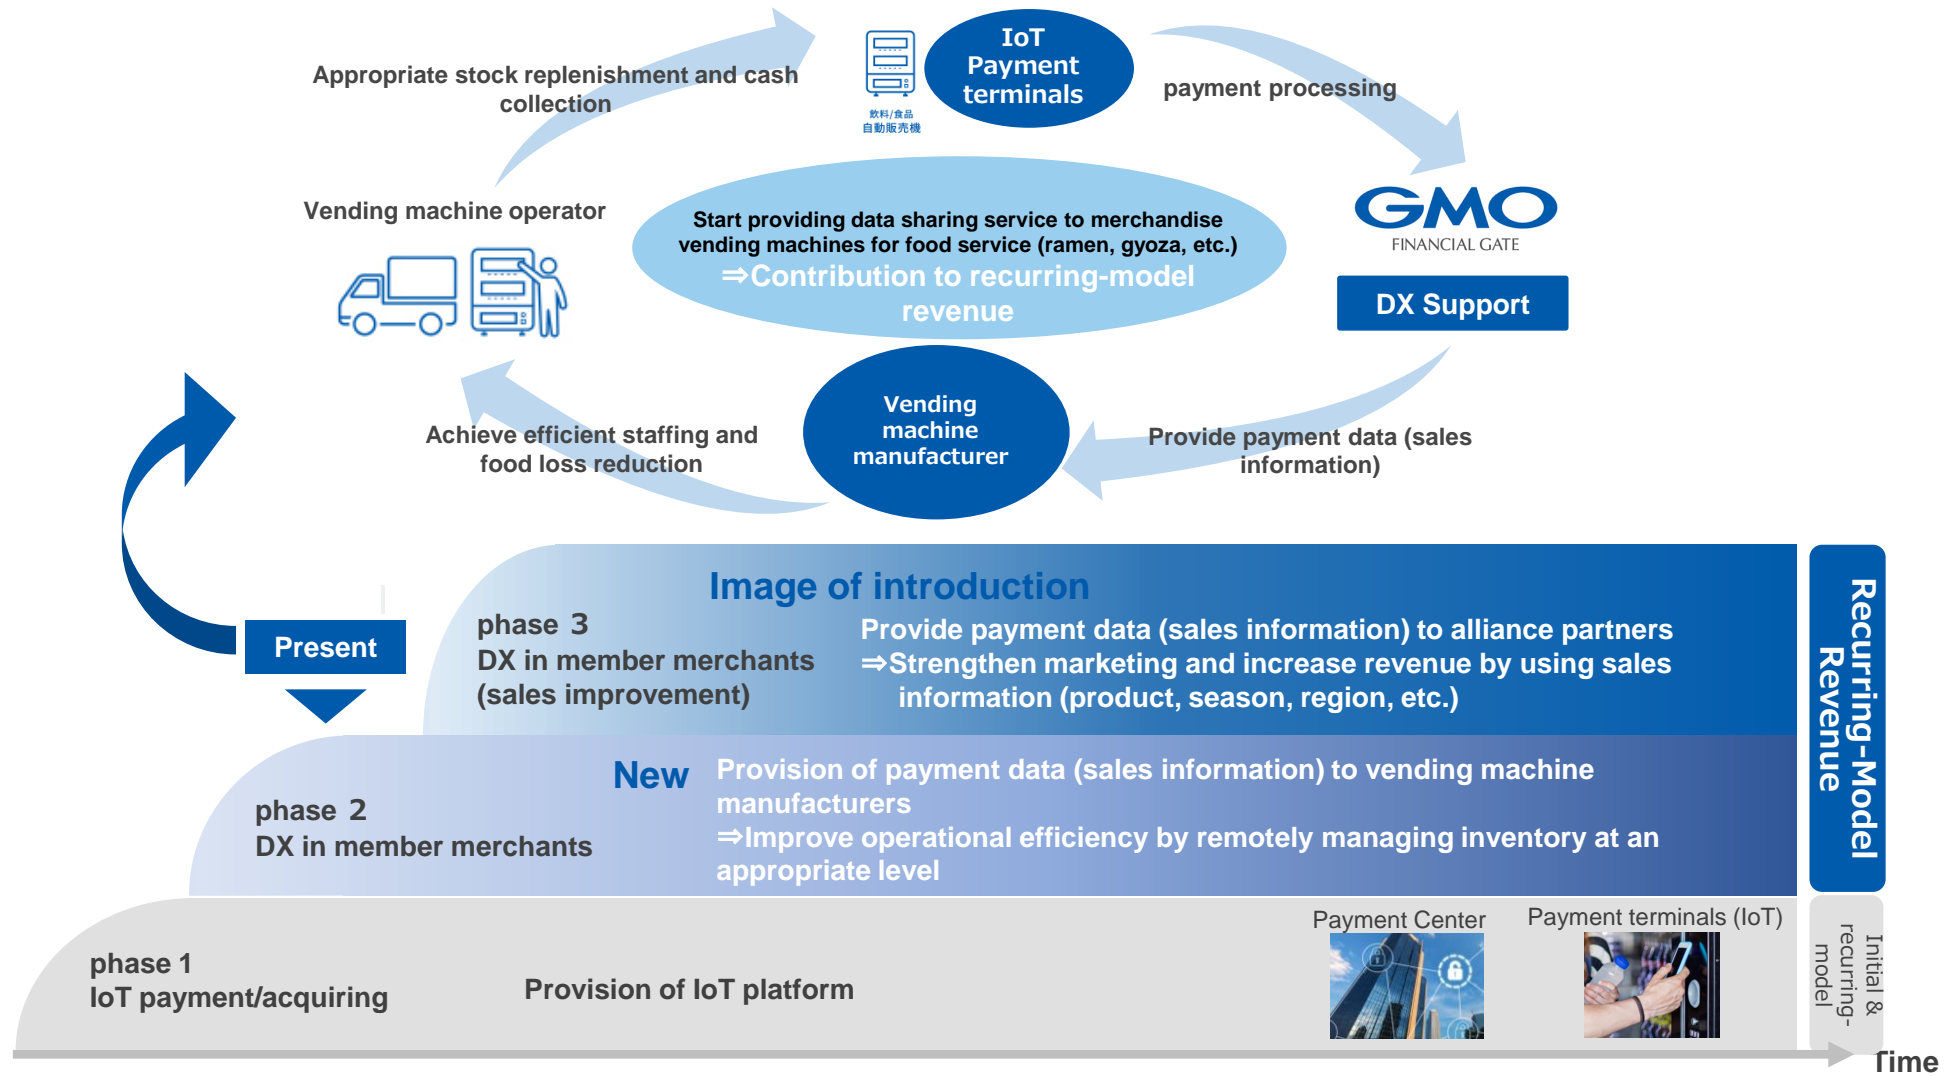 IoT
Payment
terminals
飲料/食品
自動販売機
Appropriate stock replenishment and cash
collection
payment processing
Vending machine operator
GMO
FINANCIAL GATE
DX Support
Start providing data sharing service to merchandise
vending machines for food service (ramen, gyoza, etc.)
⇒Contribution to recurring-model
revenue
Vending
machine
manufacturer
Achieve efficient staffing and
food loss reduction
Provide payment data (sales
information)
Image of introduction
Present
phase 3
DX in member merchants
(sales improvement)
Provide payment data (sales information) to alliance partners
⇒Strengthen marketing and increase revenue by using sales
information (product, season, region, etc.)
Recurring-Model
Revenue
New
phase 2
DX in member merchants
Provision of payment data (sales information) to vending machine
manufacturers
⇒Improve operational efficiency by remotely managing inventory at an
appropriate level
phase 1
IoT payment/acquiring
Provision of IoT platform
Payment Center
Payment terminals (IoT)
Initial &
recurring-
model
Time